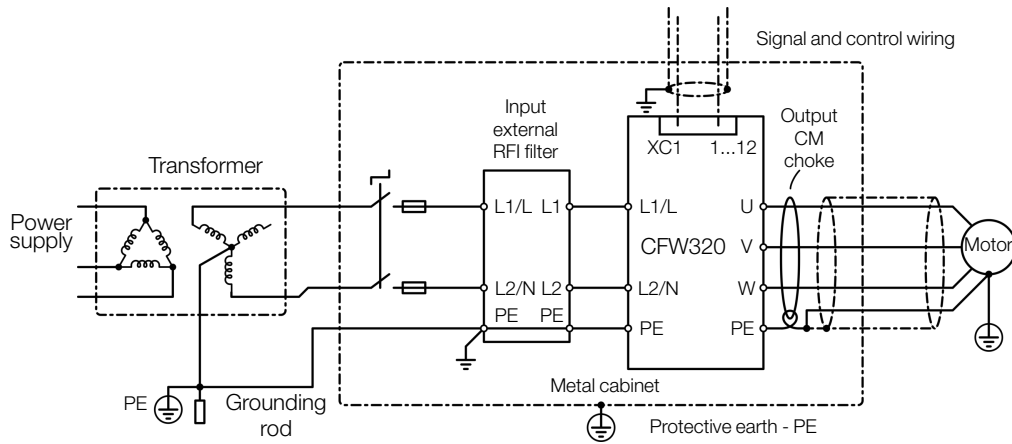 Signal and control wiring
Input
external
RFI filter
Output
CM
choke
Transformer
XC1 1...12
Power
supply
L1/L L1
L1/L U
CFW320 V
Motor
L2/N L2
L2/N W
PE PE
PE PE
Metal cabinet
PE
Grounding
rod
Protective earth - PE